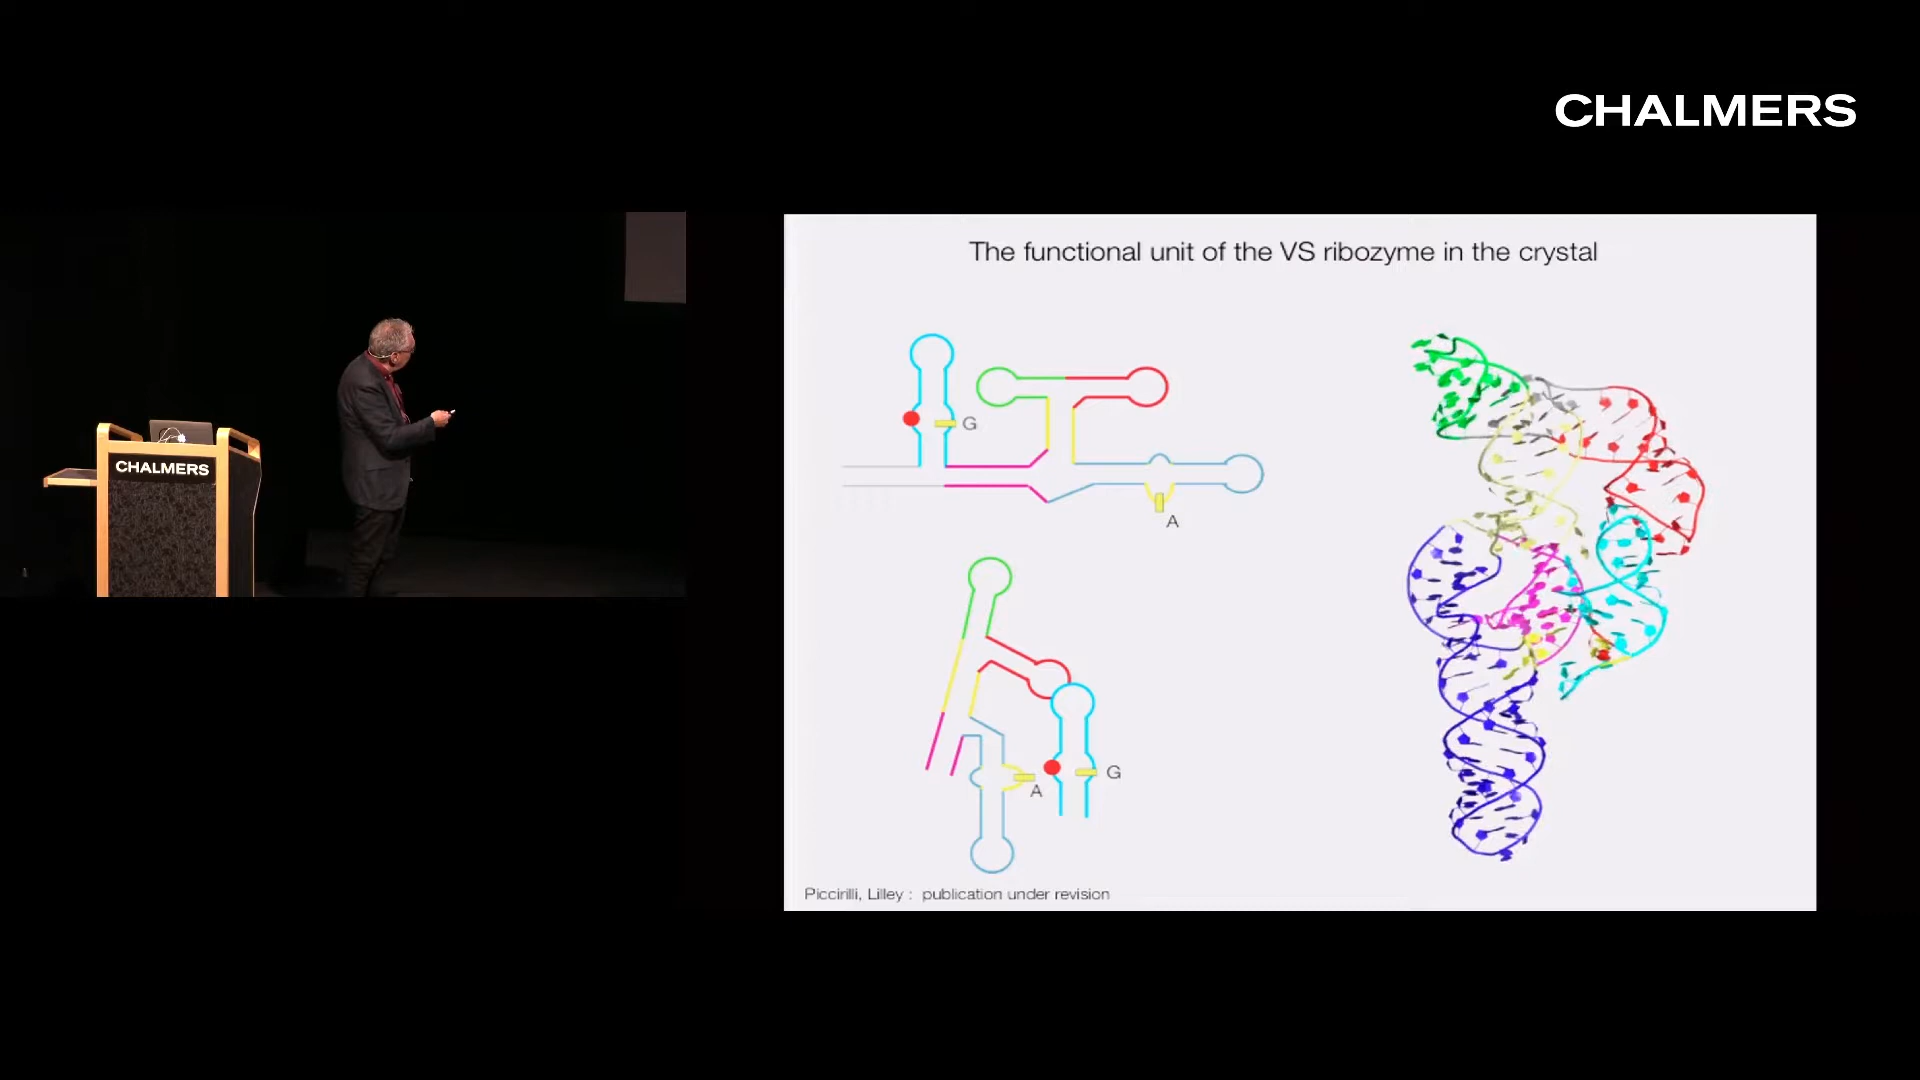 CHALMERS
CHALMERS
The functional unit of the VS ribozyme in the crystal
G
A
A
G
Piccirilli, Lilley : publication under revision